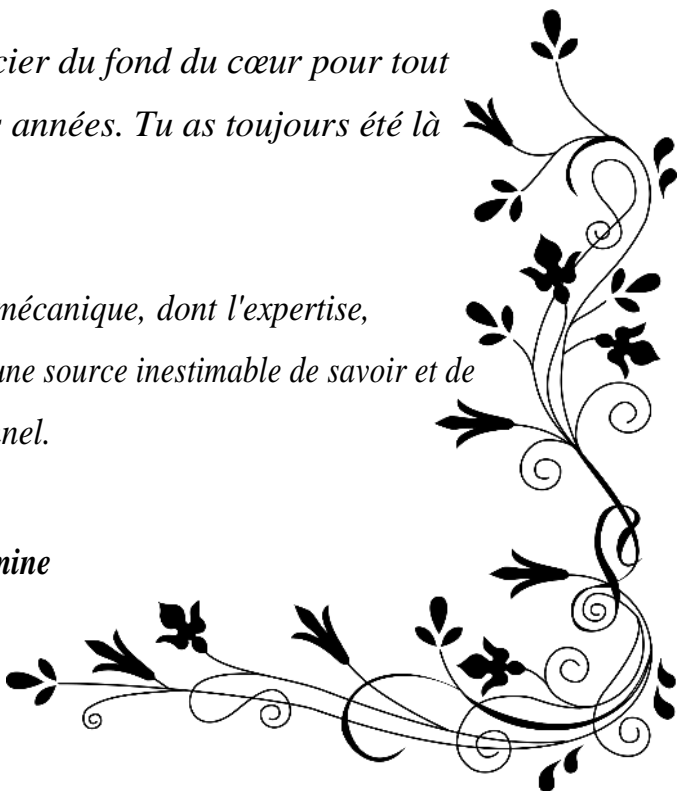 cier du fond du cœur pour tout
années. Tu as toujours été là
mécanique, dont l'expertise,
une source inestimable de savoir et de
nel.
mine